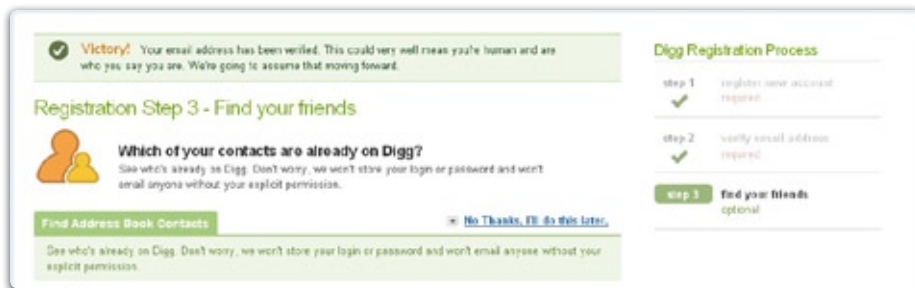 Victory! Your email address has been verified. This could very well mean you're human and are
who you say you are. We're going to assume that moving forward.
Registration Step 3 - Find your friends
Which of your contacts are already on Digg?
See who's already on Digg. Don't worry, we won't store your login or password and won't
email anyone without your explicit permission.
Find Address Book Contacts
No Thanks, I'll do this later.
See who's already on Digg. Don't worry, we won't store your login or password and won't email anyone without your
explicit permission.
Digg Registration Process
step 1 register new account
required
step 2 verify email address
required
step 3 find your friends
optional